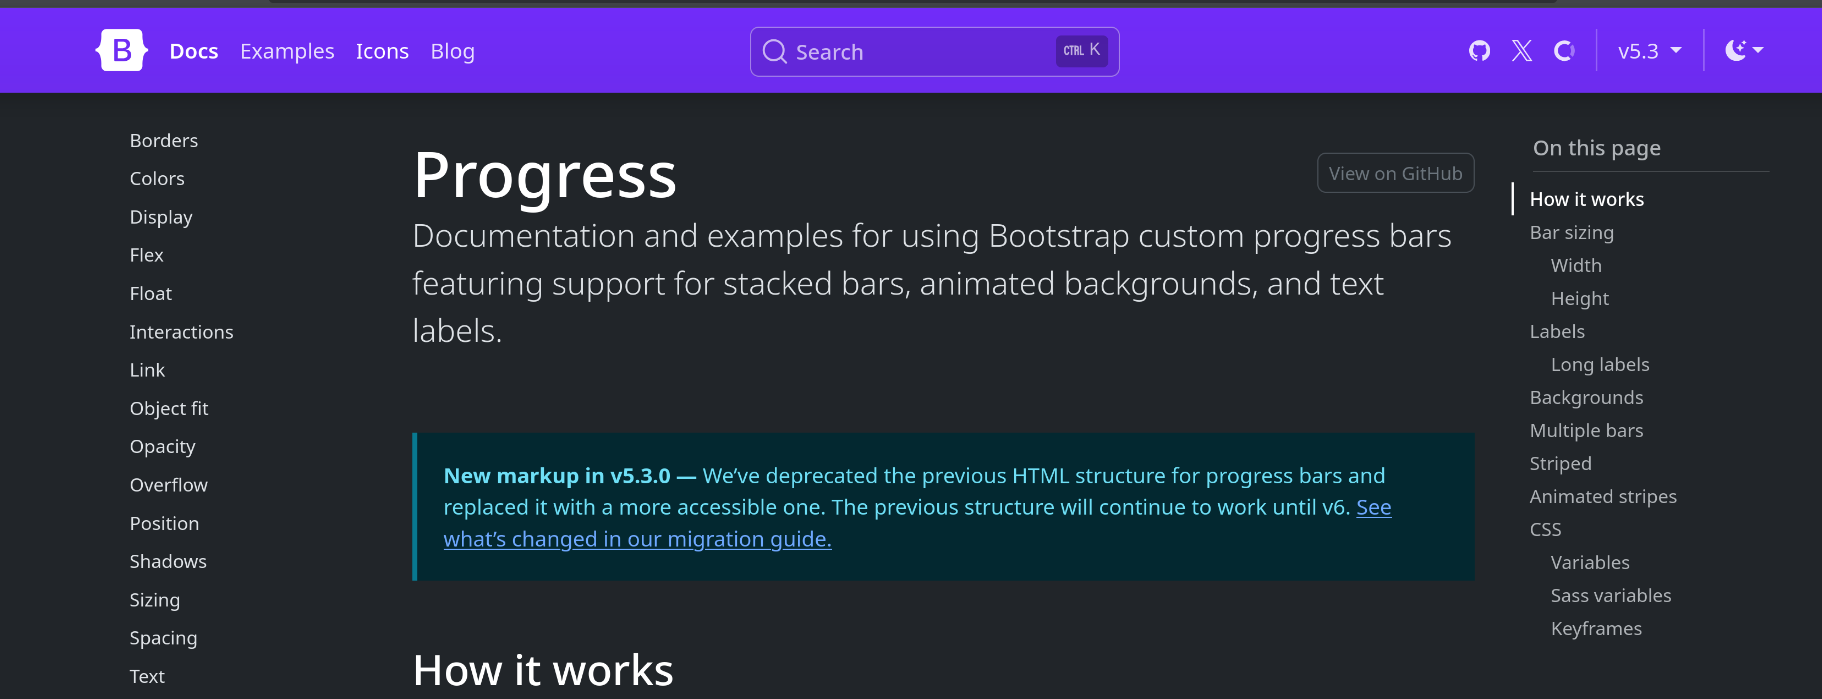 B Docs Examples Icons Blog Search CTRL K v5.3
Borders
Colors
Display
Flex
Float
Interactions
Link
Object fit
Opacity
Overflow
Position
Shadows
Sizing
Spacing
Text
Progress
View on GitHub
Documentation and examples for using Bootstrap custom progress bars
featuring support for stacked bars, animated backgrounds, and text
labels.
New markup in v5.3.0 — We’ve deprecated the previous HTML structure for progress bars and
replaced it with a more accessible one. The previous structure will continue to work until v6. See
what’s changed in our migration guide.
How it works
On this page
How it works
Bar sizing
Width
Height
Labels
Long labels
Backgrounds
Multiple bars
Striped
Animated stripes
CSS
Variables
Sass variables
Keyframes